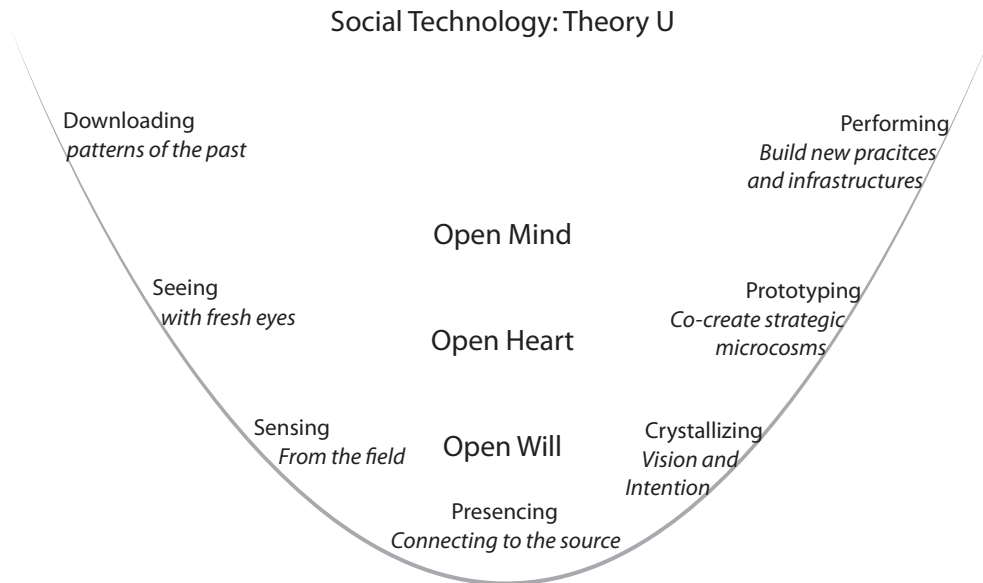 Social Technology: Theory U
Downloading
patterns of the past
Performing
Build new pracitces
and infrastructures
Open Mind
Seeing
with fresh eyes
Prototyping
Co-create strategic
microcosms
Open Heart
Sensing
From the field
Open Will
Crystallizing
Vision and
Intention
Presencing
Connecting to the source